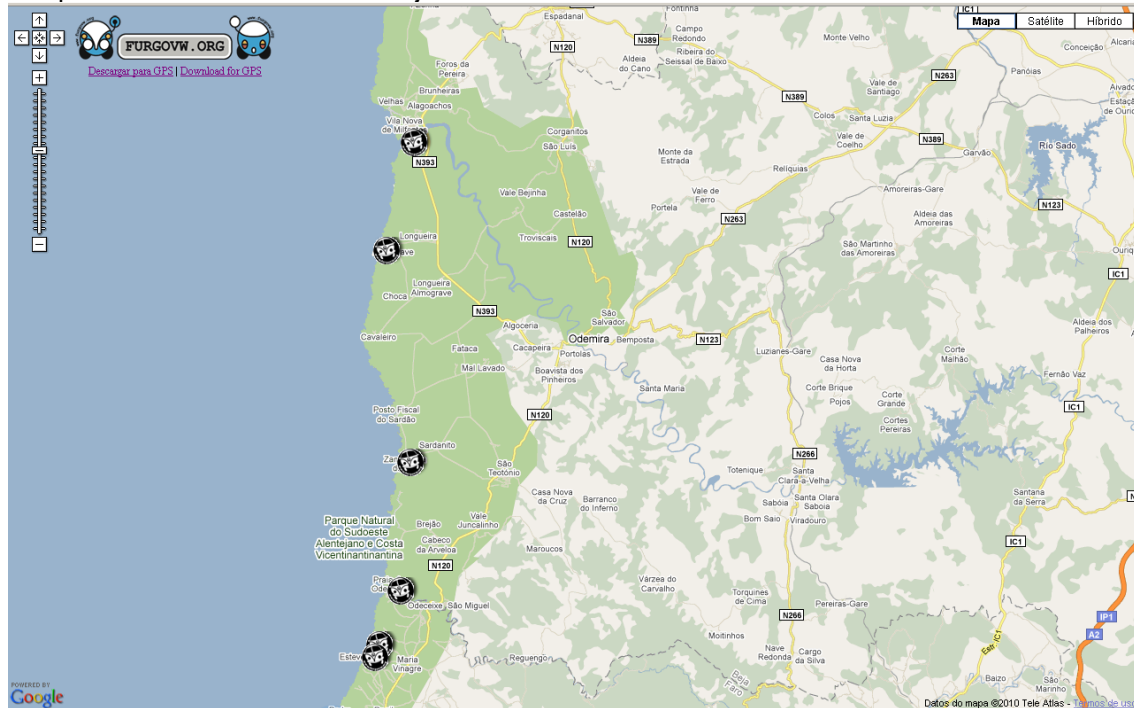 Espadanal
Fontinha
IC1
Mapa
Satélite
Híbrido
FURGOVW.ORG
Descargar para GPS | Download for GPS
N120
N389
Campo
Redondo
Ribeira do
Seissal de Baixo
Monte Velho
Conceição
Aldeia
do Cano
Foros da
Pereira
N263
Panóias
Vale de
Santiago
Brunheiras
Velhas
Alagoachos
N389
Colos
Santa Luzia
Vila Nova
Corganitos
São Luís
Vale de
Coelho
N389
Rio Sado
Garvão
N393
Monte da
Estrada
Relíquias
Vale Bejinha
Vale de
Ferro
Amoreiras-Gare
Portela
N123
Castelão
N263
Aldeia das
Amoreiras
Longueira
Troviscais
N120
São Martinho
das Amoreiras
IC1
Longueira
Almograve
Choca
N393
São
Salvador
Algoceria
Aldeia dos
Palheiros
Cavaleiro
Odemira
Bemposta
N123
Fataca
Cacapeira
Portolas
Luzianes-Gare
Corte
Malhão
Casa Nova
da Horta
Mal Lavado
Boavista dos
Pinheiros
Fernão Vaz
Santa Maria
Corte Brique
Corte
Grande
Pojos
IC1
Posto Fiscal
do Sardão
N120
Cortes
Pereiras
Sardanito
N266
São
Teotónio
Totenique
Santa
Clara-a-Velha
Casa Nova
da Cruz
Barranco
do Inferno
Sabóia
Santa Olara
Saboia
Santana
da Serra
Bom Saio
Viradouro
Parque Natural
do Sudoeste
Alentejano e Costa
Vicentinantinantina
Brejão
Vale
Juncalinho
Cabeco
da Arveloa
IC1
Maroucos
N120
Várzea do
Carvalho
Torquines
de Cima
Pereiras-Gare
Odeceixe
São Miguel
N266
IP1
A2
Moitinhos
Est. IC1
Maria
Vinagre
Reguengo
Nave
Redonda
Cargo
da Silva
Beja
Faro
Baizo
São
Marinho
POWERED BY
Google
Datos do mapa ©2010 Tele Atlas - Termos de uso